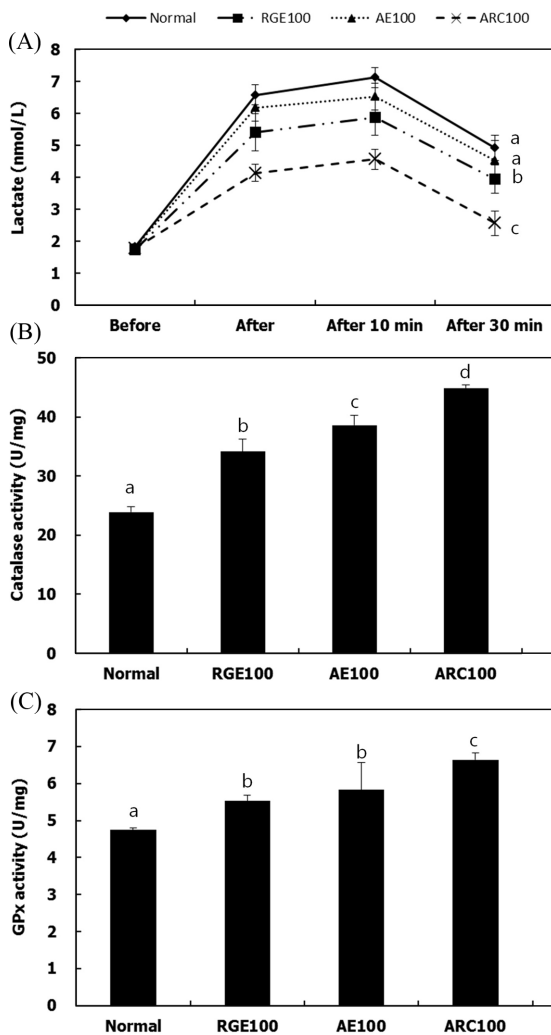 (A)
Normal RGE100 AE100 ARC100
Lactate (nmol/L)
8
7
6
5
4
3
2
1
0
a
a
b
c
Before After After 10 min After 30 min
(B)
Catalase activity (U/mg)
50
40
30
20
10
0
a
b
c
d
Normal RGE100 AE100 ARC100
(C)
GPx activity (U/mg)
8
7
6
5
4
3
2
1
0
a
b
b
c
Normal RGE100 AE100 ARC100